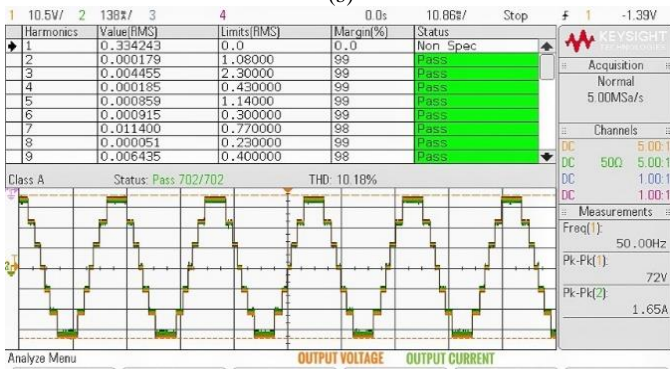 (b)
1 10.5V/ 2 138%/ 3 4 0.0s 10.86%/ Stop 1 -1.39V
Harmonics Value(RMS) Limits(RMS) Margin(%) Status
1 0.334243 0.0 0.0 Non Spec
2 0.000179 1.08000 99 Pass
3 0.004455 2.30000 99 Pass
4 0.000185 0.430000 99 Pass
5 0.000859 1.14000 99 Pass
6 0.000915 0.300000 99 Pass
7 0.011400 0.770000 98 Pass
8 0.000051 0.230000 99 Pass
9 0.006435 0.400000 98 Pass
Class A Status: Pass 702/702 THD: 10.18%
KEYSIGHT
TECHNOLOGIES
Acquisition
Normal
5.00MSa/s
Channels
DC 5.00:1
DC 50Ω 5.00:1
DC 1.00:1
DC 1.00:1
Measurements
Freq(1):
50.00Hz
Pk-Pk(1):
72V
Pk-Pk(2):
1.65A
Analyze Menu
OUTPUT VOLTAGE OUTPUT CURRENT